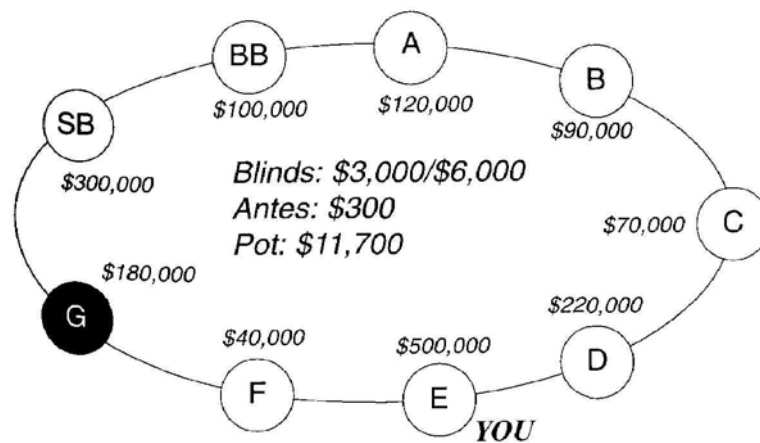 BB
A
B
$100,000
$120,000
SB
$90,000
$300,000
Blinds: $3,000/$6,000
Antes: $300
Pot: $11,700
$70,000
C
$180,000
G
$40,000
$500,000
$220,000
F
E
D
YOU